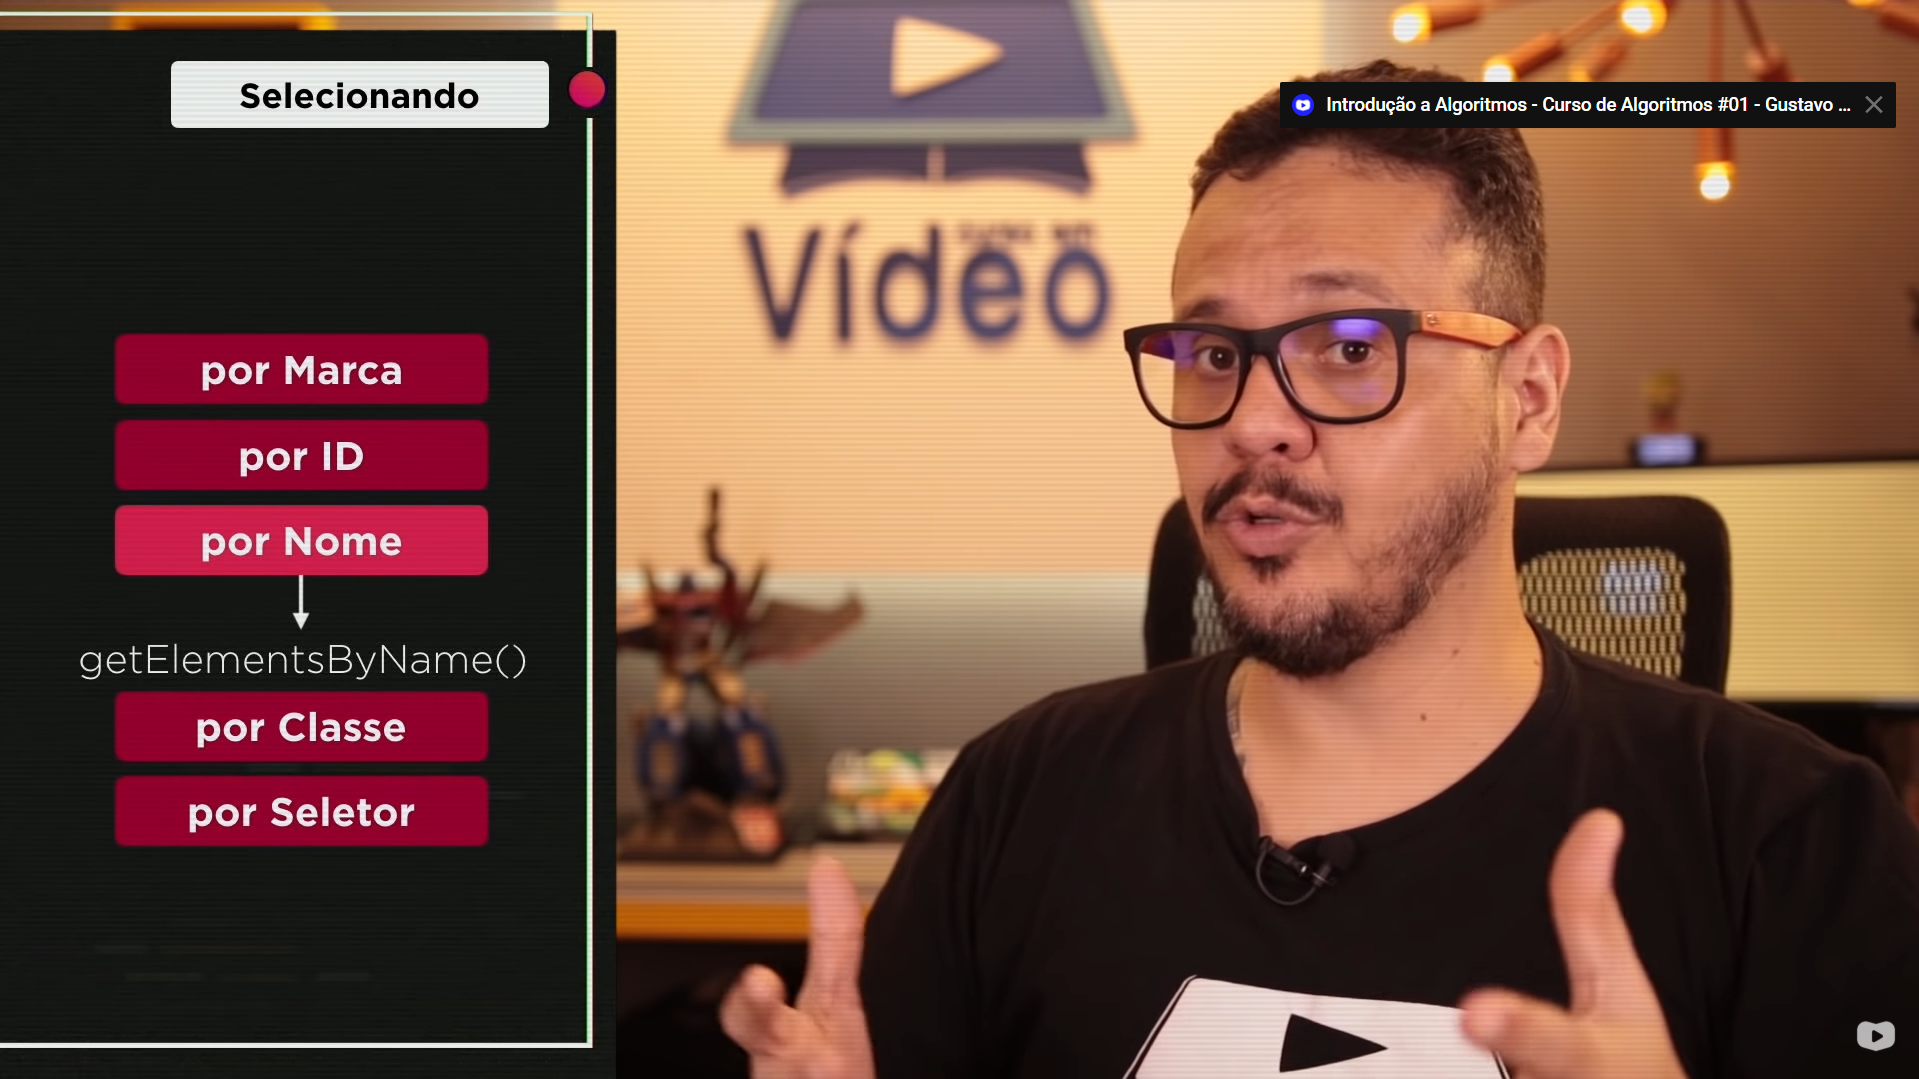 Selecionando
por Marca
por ID
por Nome
getElementsByName()
por Classe
por Seletor
Vídeo
Introdução a Algoritmos - Curso de Algoritmos #01 - Gustavo ...